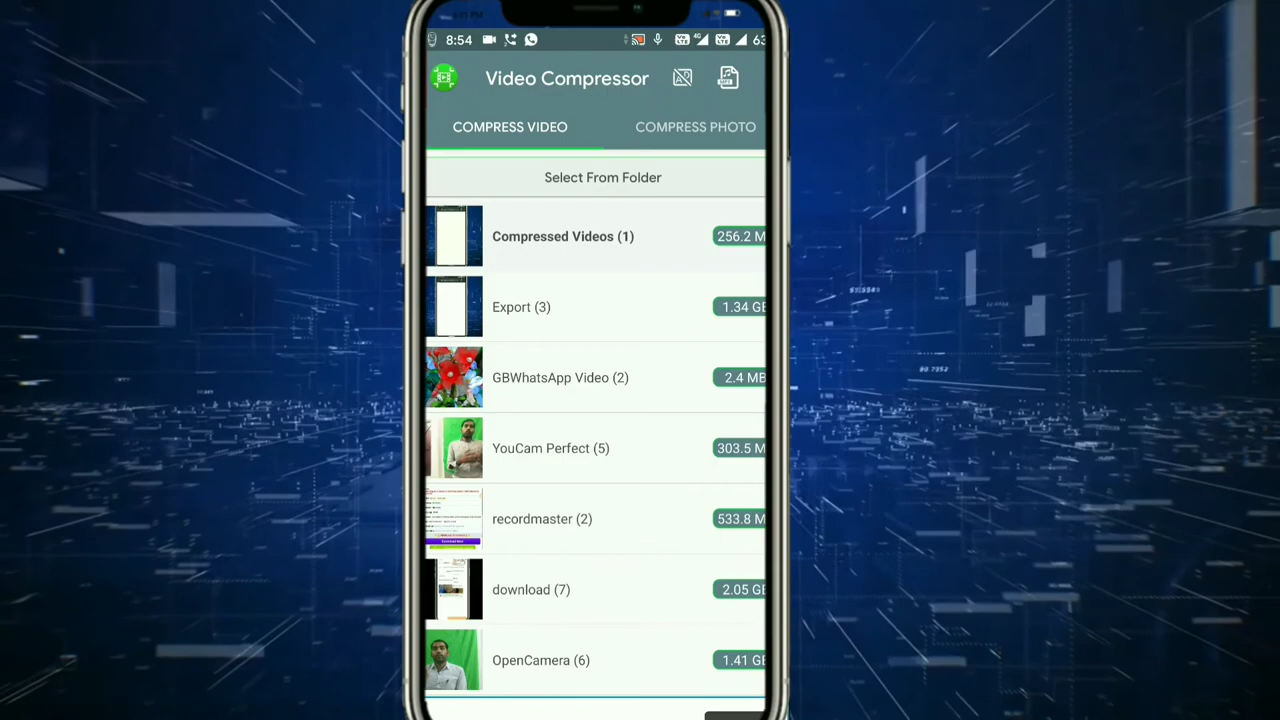 8:54
63
Video Compressor
COMPRESS VIDEO
COMPRESS PHOTO
Select From Folder
Compressed Videos (1)
256.2 M
Export (3)
1.34 GB
GBWhatsApp Video (2)
2.4 MB
YouCam Perfect (5)
303.5 M
recordmaster (2)
533.8 M
download (7)
2.05 GB
OpenCamera (6)
1.41 GB